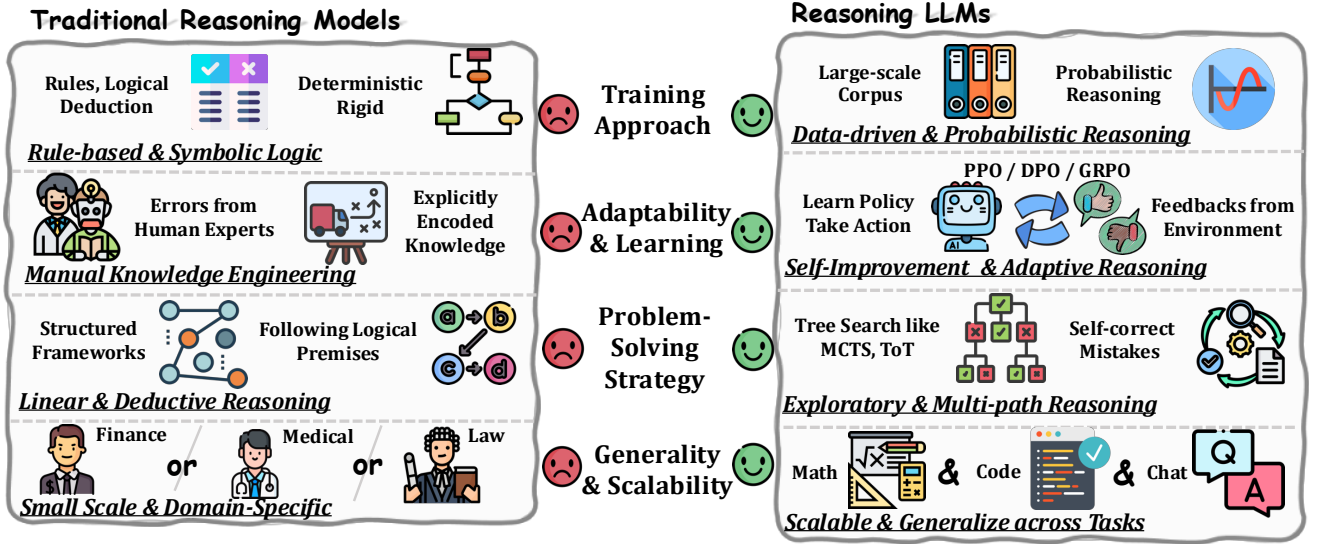 Traditional Reasoning Models
Reasoning LLMs
Rules, Logical
Deduction
Deterministic
Rigid
Rule-based & Symbolic Logic
Training
Approach
Large-scale
Corpus
Probabilistic
Reasoning
Data-driven & Probabilistic Reasoning
Errors from
Human Experts
Explicitly
Encoded
Knowledge
Manual Knowledge Engineering
Adaptability
& Learning
PPO / DPO / GRPO
Learn Policy
Take Action
AI
Feedbacks from
Environment
Self-Improvement & Adaptive Reasoning
Structured
Frameworks
Following Logical
Premises
a
b
c
d
Linear & Deductive Reasoning
Problem-
Solving
Strategy
Tree Search like
MCTS, ToT
Self-correct
Mistakes
Exploratory & Multi-path Reasoning
Finance
or
Medical
or
Law
$
Small Scale & Domain-Specific
Generality
& Scalability
Math
√x
&
Code
&
Chat
Q
A
Scalable & Generalize across Tasks